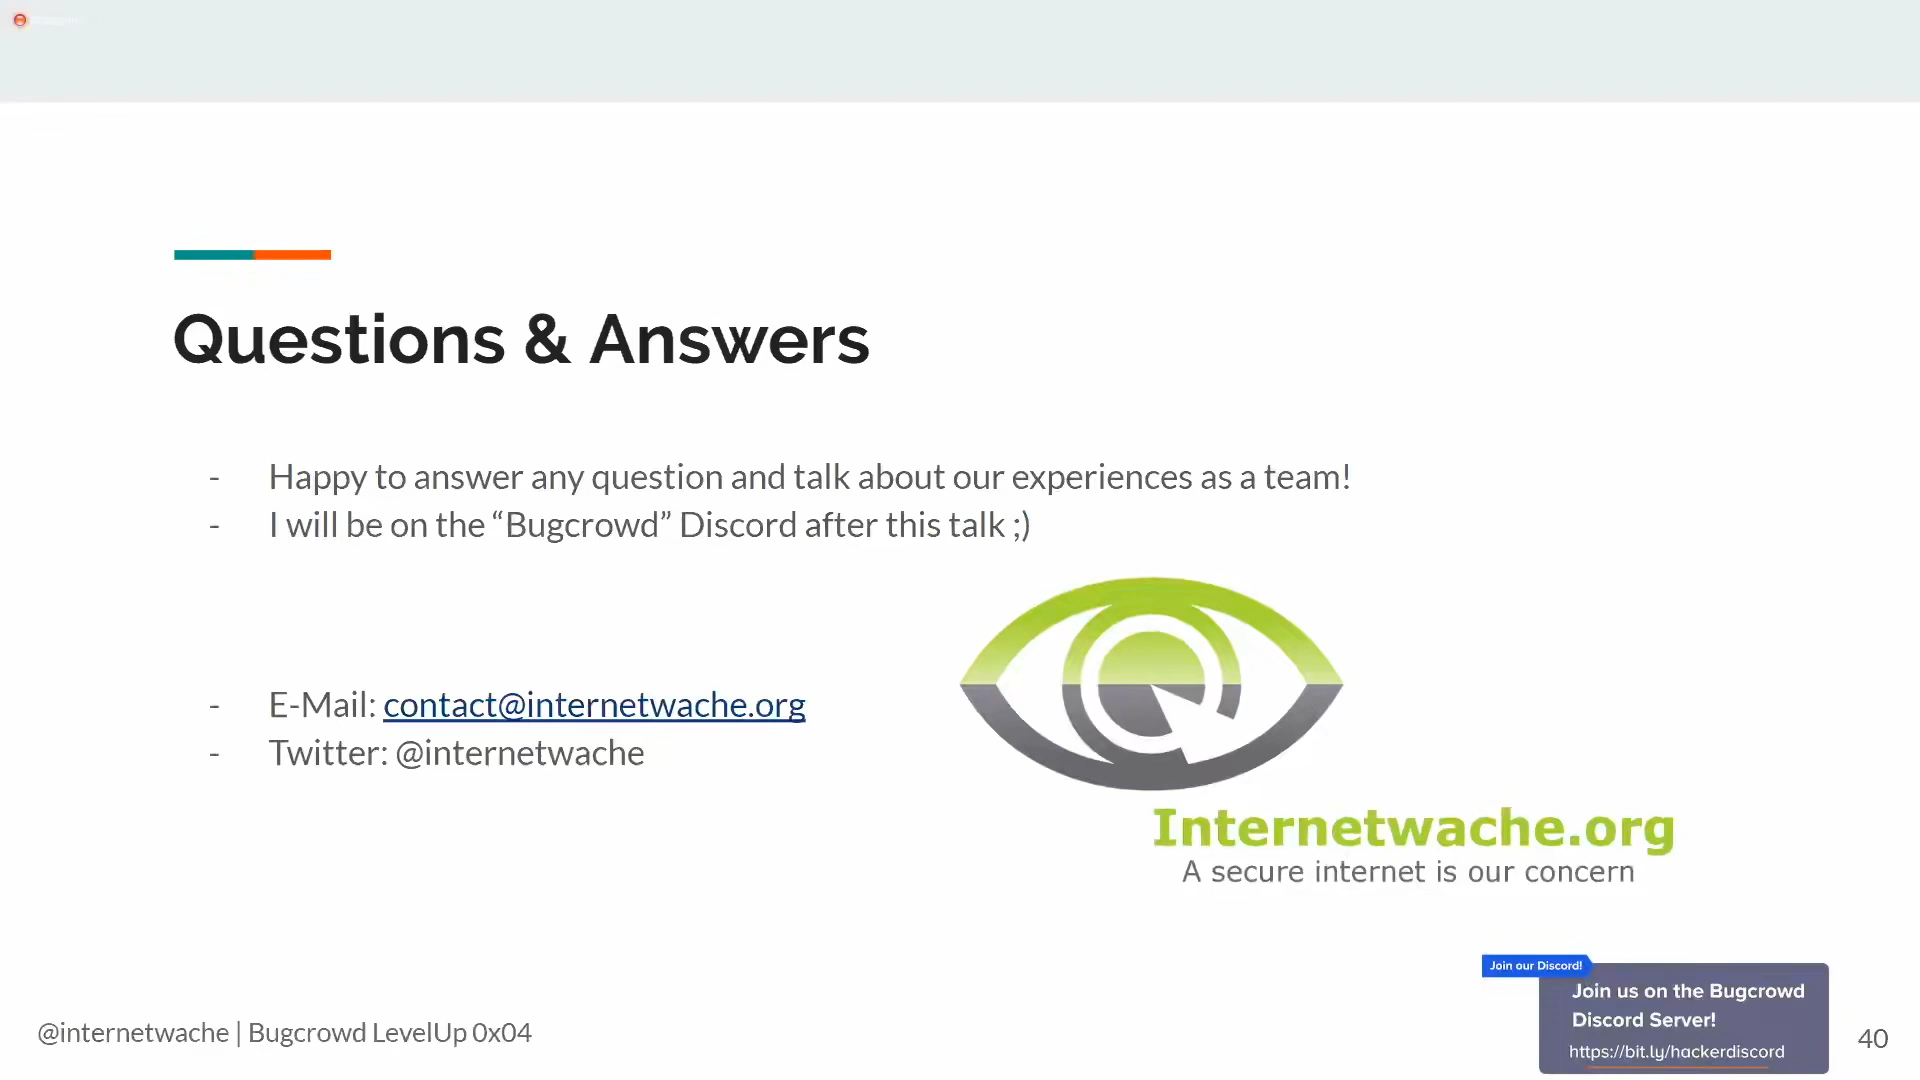 Questions & Answers
- Happy to answer any question and talk about our experiences as a team!
- I will be on the “Bugcrowd” Discord after this talk ;)
- E-Mail: contact@internetwache.org
- Twitter: @internetwache
Internetwache.org
A secure internet is our concern
Join our Discord!
Join us on the Bugcrowd
Discord Server!
https://bit.ly/hackerdiscord
@internetwache | Bugcrowd LevelUp 0x04
40